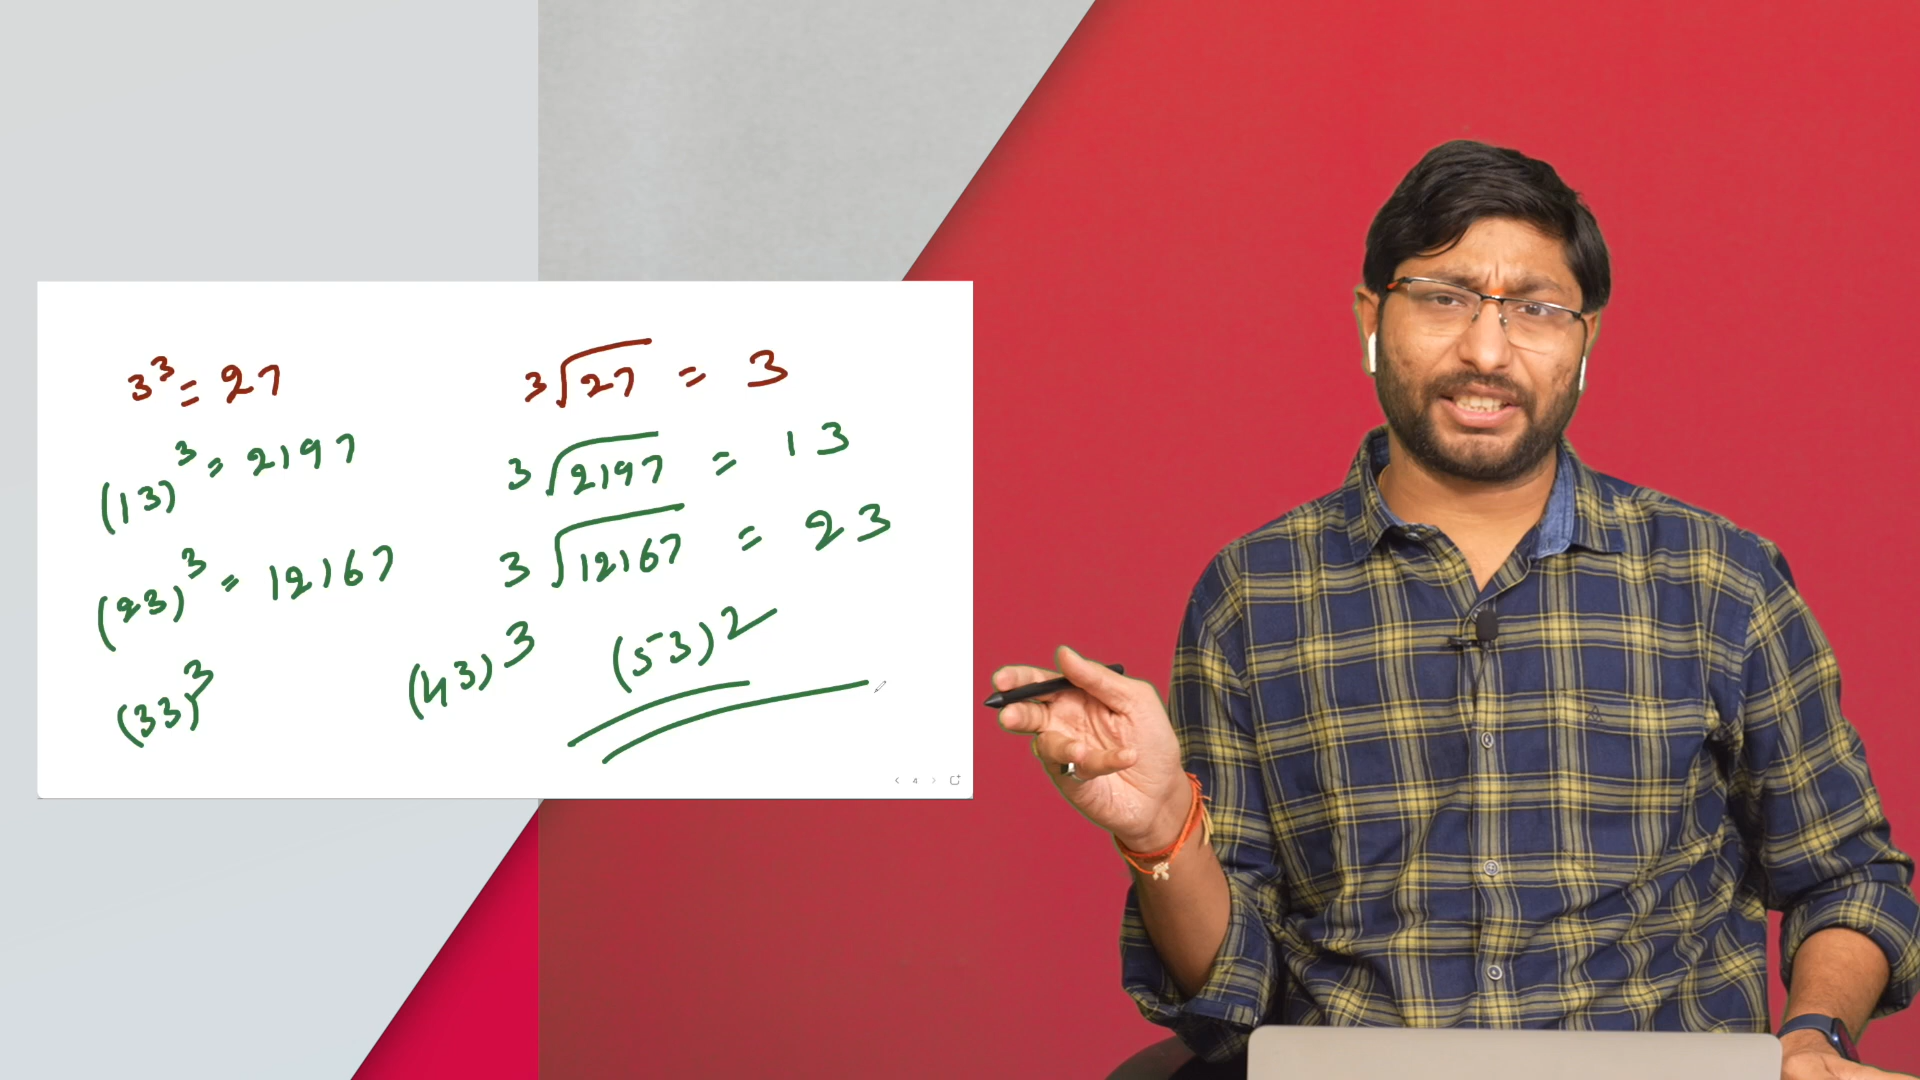 3³ = 27
³√27 = 3
(13)³ = 2197
³√2197 = 13
(23)³ = 12167
³√12167 = 23
(33)³
(43)³
(53)²
< 4 >